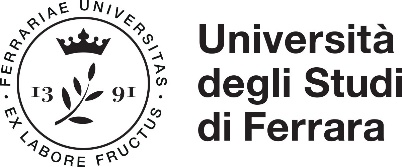 FERRARIAE UNIVERSITAS
13 91
EX LABORE FRUCTUS
Università
degli Studi
di Ferrara